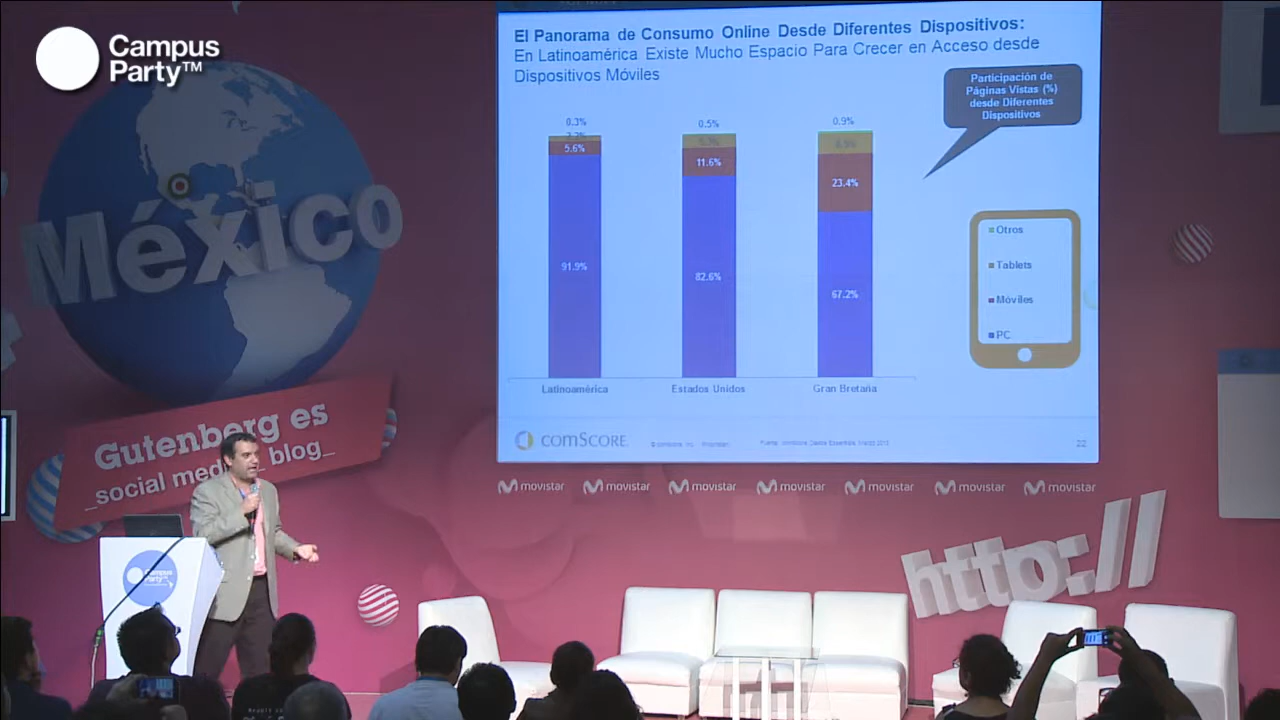 Campus
Party™
México
Gutenberg es
El Panorama de Consumo Online Desde Diferentes Dispositivos:
En Latinoamérica Existe Mucho Espacio Para Crecer en Acceso desde
Dispositivos Móviles
Participación de
Páginas Vistas (%)
desde Diferentes
Dispositivos
0.3%
5.6%
91.9%
0.5%
11.6%
82.6%
0.9%
23.4%
67.2%
Otros
Tablets
Móviles
PC
Latinoamérica
Estados Unidos
Gran Bretaña
comSCORE
22
movistar movistar movistar movistar movistar movistar movistar
_social blog_
http://
Campus
Party